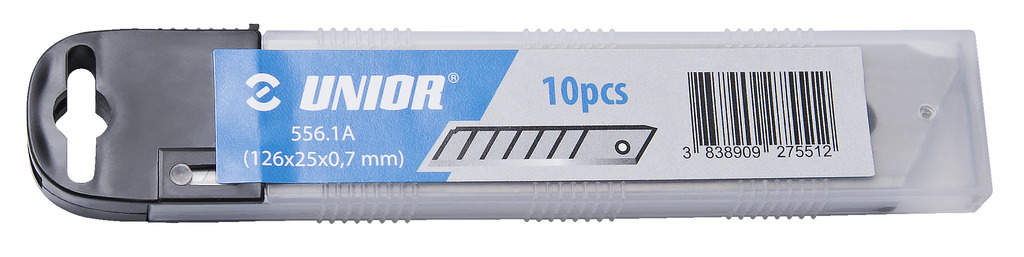 UNIOR®
556.1A
(126x25x0,7 mm)
10pcs
3 838909 275512